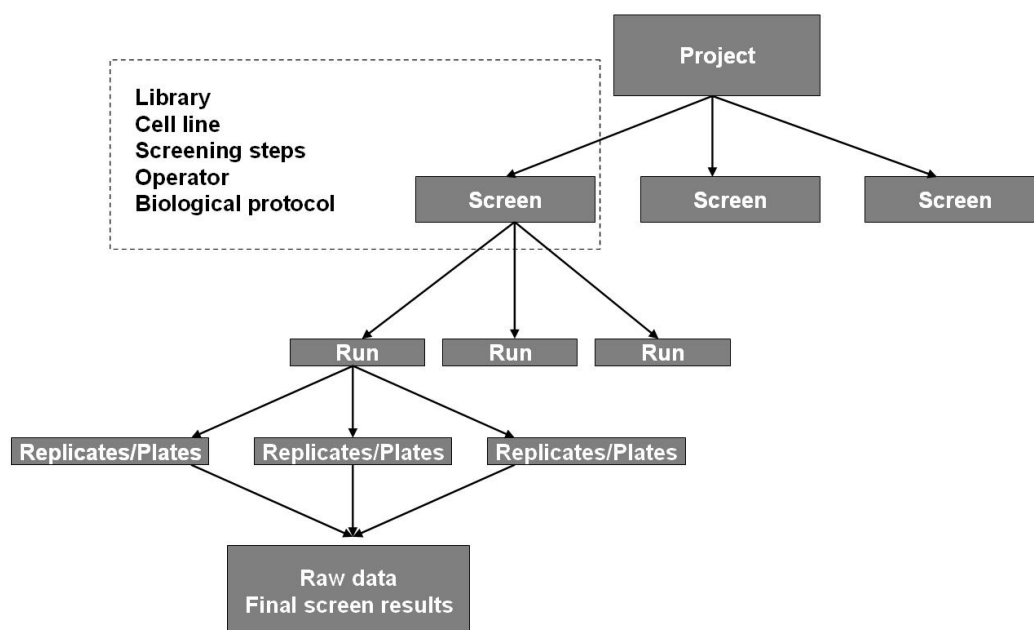 Project
Library
Cell line
Screening steps
Operator
Biological protocol
Screen
Screen
Screen
Run
Run
Run
Replicates/Plates
Replicates/Plates
Replicates/Plates
Raw data
Final screen results